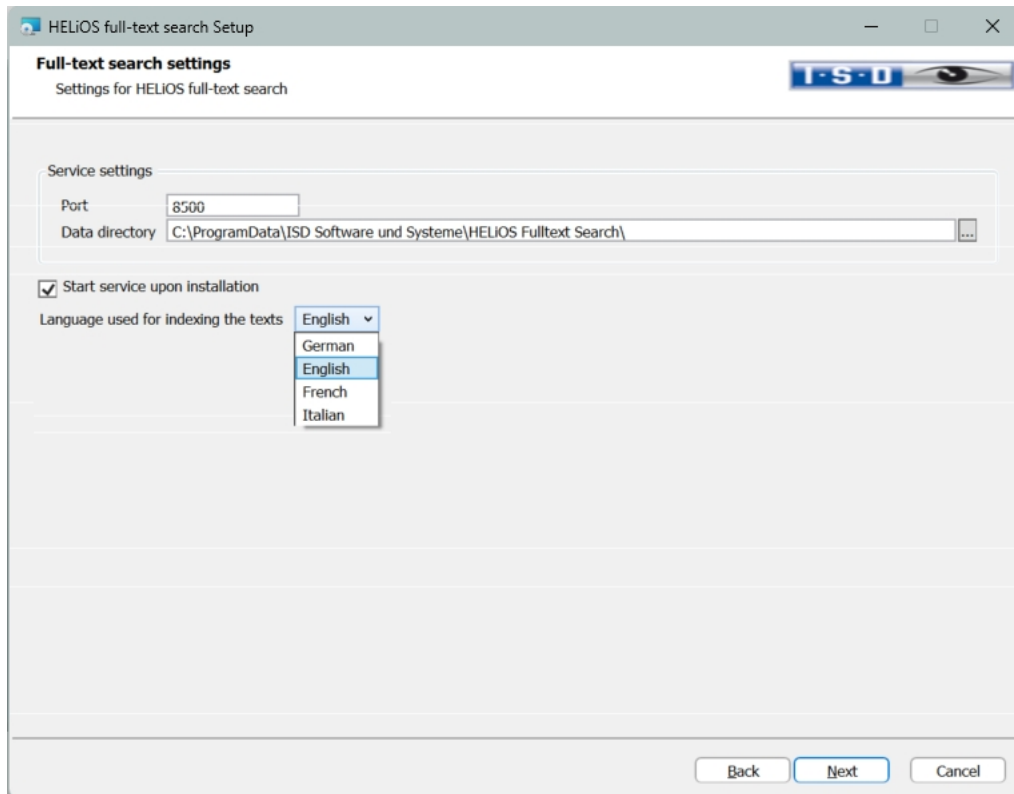 HELiOS full-text search Setup
Full-text search settings
Settings for HELiOS full-text search
I·S·D
Service settings
Port 8500
Data directory C:\ProgramData\ISD Software und Systeme\HELiOS Fulltext Search\ ...
Start service upon installation
Language used for indexing the texts English
German
English
French
Italian
Back Next Cancel